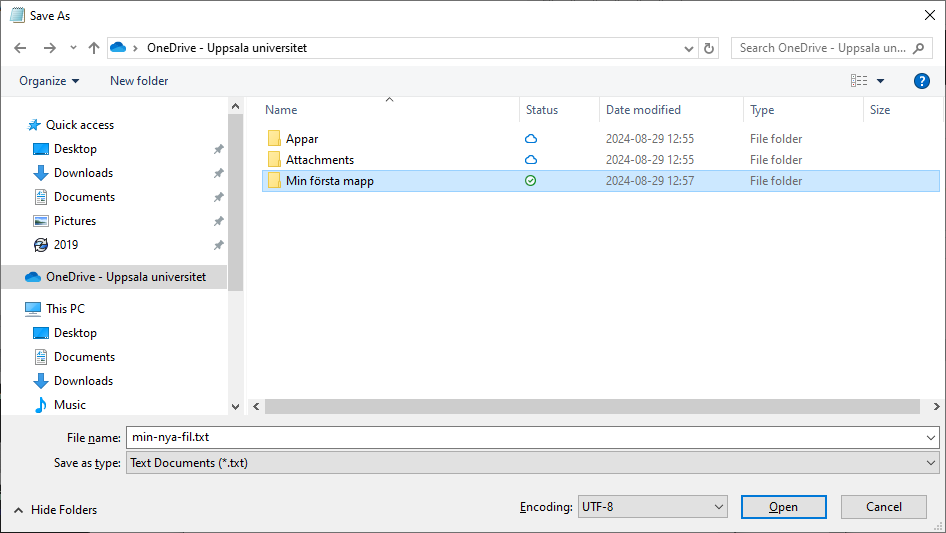 Save As
OneDrive - Uppsala universitet
Search OneDrive - Uppsala un...
Organize
New folder
Name Status Date modified Type Size
Quick access
Desktop
Downloads
Documents
Pictures
2019
OneDrive - Uppsala universitet
This PC
Desktop
Documents
Downloads
Music
Appar 2024-08-29 12:55 File folder
Attachments 2024-08-29 12:55 File folder
Min första mapp 2024-08-29 12:57 File folder
File name: min-nya-fil.txt
Save as type: Text Documents (*.txt)
Hide Folders
Encoding: UTF-8
Open
Cancel